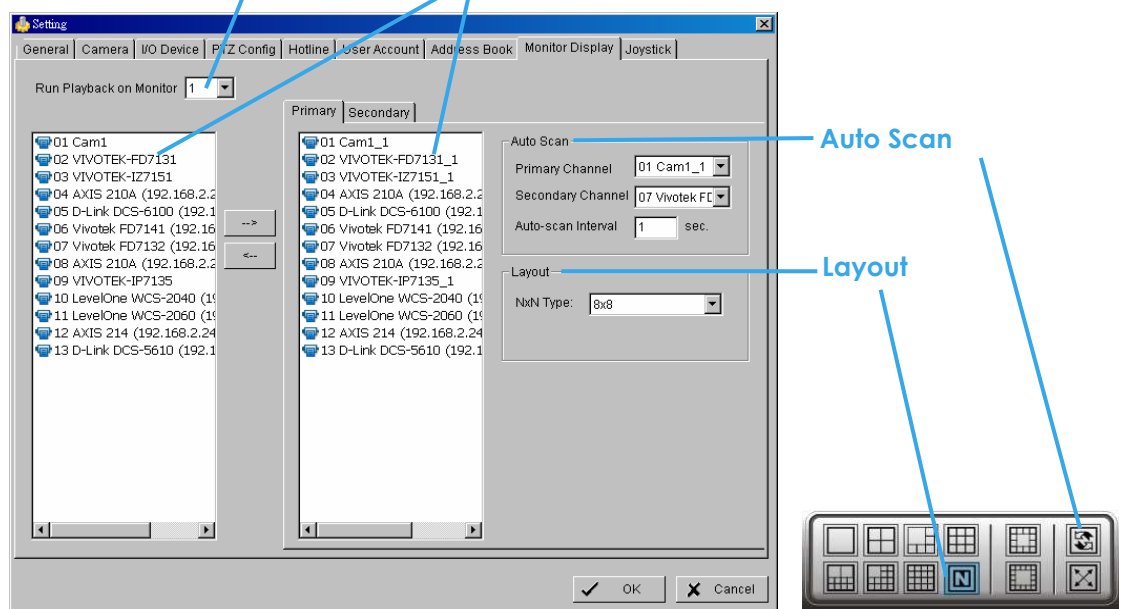 Setting
General Camera I/O Device PTZ Config Hotline User Account Address Book Monitor Display Joystick
Run Playback on Monitor 1
Primary Secondary
01 Cam1
02 VIVOTEK-FD7131
03 VIVOTEK-IZ7151
04 AXIS 210A (192.168.2.2
05 D-Link DCS-6100 (192.1
06 Vivotek FD7141 (192.16
07 Vivotek FD7132 (192.16
08 AXIS 210A (192.168.2.2
09 VIVOTEK-IP7135
10 LevelOne WCS-2040 (19
11 LevelOne WCS-2060 (19
12 AXIS 214 (192.168.2.24
13 D-Link DCS-5610 (192.1
-->
<--
01 Cam1_1
02 VIVOTEK-FD7131_1
03 VIVOTEK-IZ7151_1
04 AXIS 210A (192.168.2.2
05 D-Link DCS-6100 (192.1
06 Vivotek FD7141 (192.16
07 Vivotek FD7132 (192.16
08 AXIS 210A (192.168.2.2
09 VIVOTEK-IP7135_1
10 LevelOne WCS-2040 (19
11 LevelOne WCS-2060 (19
12 AXIS 214 (192.168.2.24
13 D-Link DCS-5610 (192.1
Auto Scan
Primary Channel 01 Cam1_1
Secondary Channel 07 Vivotek FD
Auto-scan Interval 1 sec.
Layout
NxN Type: 8x8
OK Cancel
Auto Scan
Layout
N